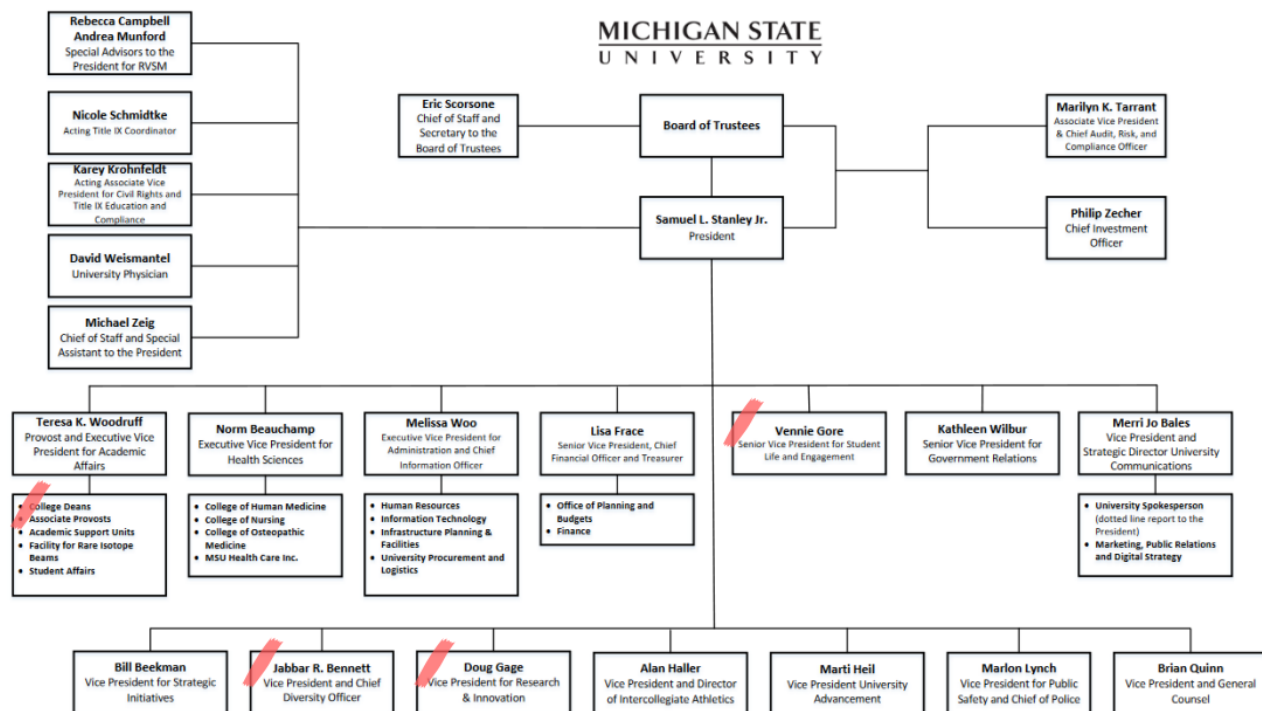 MICHIGAN STATE
UNIVERSITY
Rebecca Campbell
Andrea Munford
Special Advisors to the
President for RVSM
Nicole Schmidtke
Acting Title IX Coordinator
Karey Krohnfeldt
Acting Associate Vice
President for Civil Rights and
Title IX Education and
Compliance
David Weismantel
University Physician
Michael Zeig
Chief of Staff and Special
Assistant to the President
Eric Scorsone
Chief of Staff and
Secretary to the
Board of Trustees
Board of Trustees
Samuel L. Stanley Jr.
President
Marilyn K. Tarrant
Associate Vice President
& Chief Audit, Risk, and
Compliance Officer
Philip Zecher
Chief Investment
Officer
Teresa K. Woodruff
Provost and Executive Vice
President for Academic
Affairs
• College Deans
• Associate Provosts
• Academic Support Units
• Facility for Rare Isotope
Beams
• Student Affairs
Norm Beauchamp
Executive Vice President for
Health Sciences
• College of Human Medicine
• College of Nursing
• College of Osteopathic
Medicine
• MSU Health Care Inc.
Melissa Woo
Executive Vice President for
Administration and Chief
Information Officer
• Human Resources
• Information Technology
• Infrastructure Planning &
Facilities
• University Procurement and
Logistics
Lisa Frace
Senior Vice President, Chief
Financial Officer and Treasurer
• Office of Planning and
Budgets
• Finance
Vennie Gore
Senior Vice President for Student
Life and Engagement
Kathleen Wilbur
Senior Vice President for
Government Relations
Merri Jo Bales
Vice President and
Strategic Director University
Communications
• University Spokesperson
(dotted line report to the
President)
• Marketing, Public Relations
and Digital Strategy
Bill Beekman
Vice President for Strategic
Initiatives
Jabbar R. Bennett
Vice President and Chief
Diversity Officer
Doug Gage
Vice President for Research
& Innovation
Alan Haller
Vice President and Director
of Intercollegiate Athletics
Marti Heil
Vice President University
Advancement
Marlon Lynch
Vice President for Public
Safety and Chief of Police
Brian Quinn
Vice President and General
Counsel